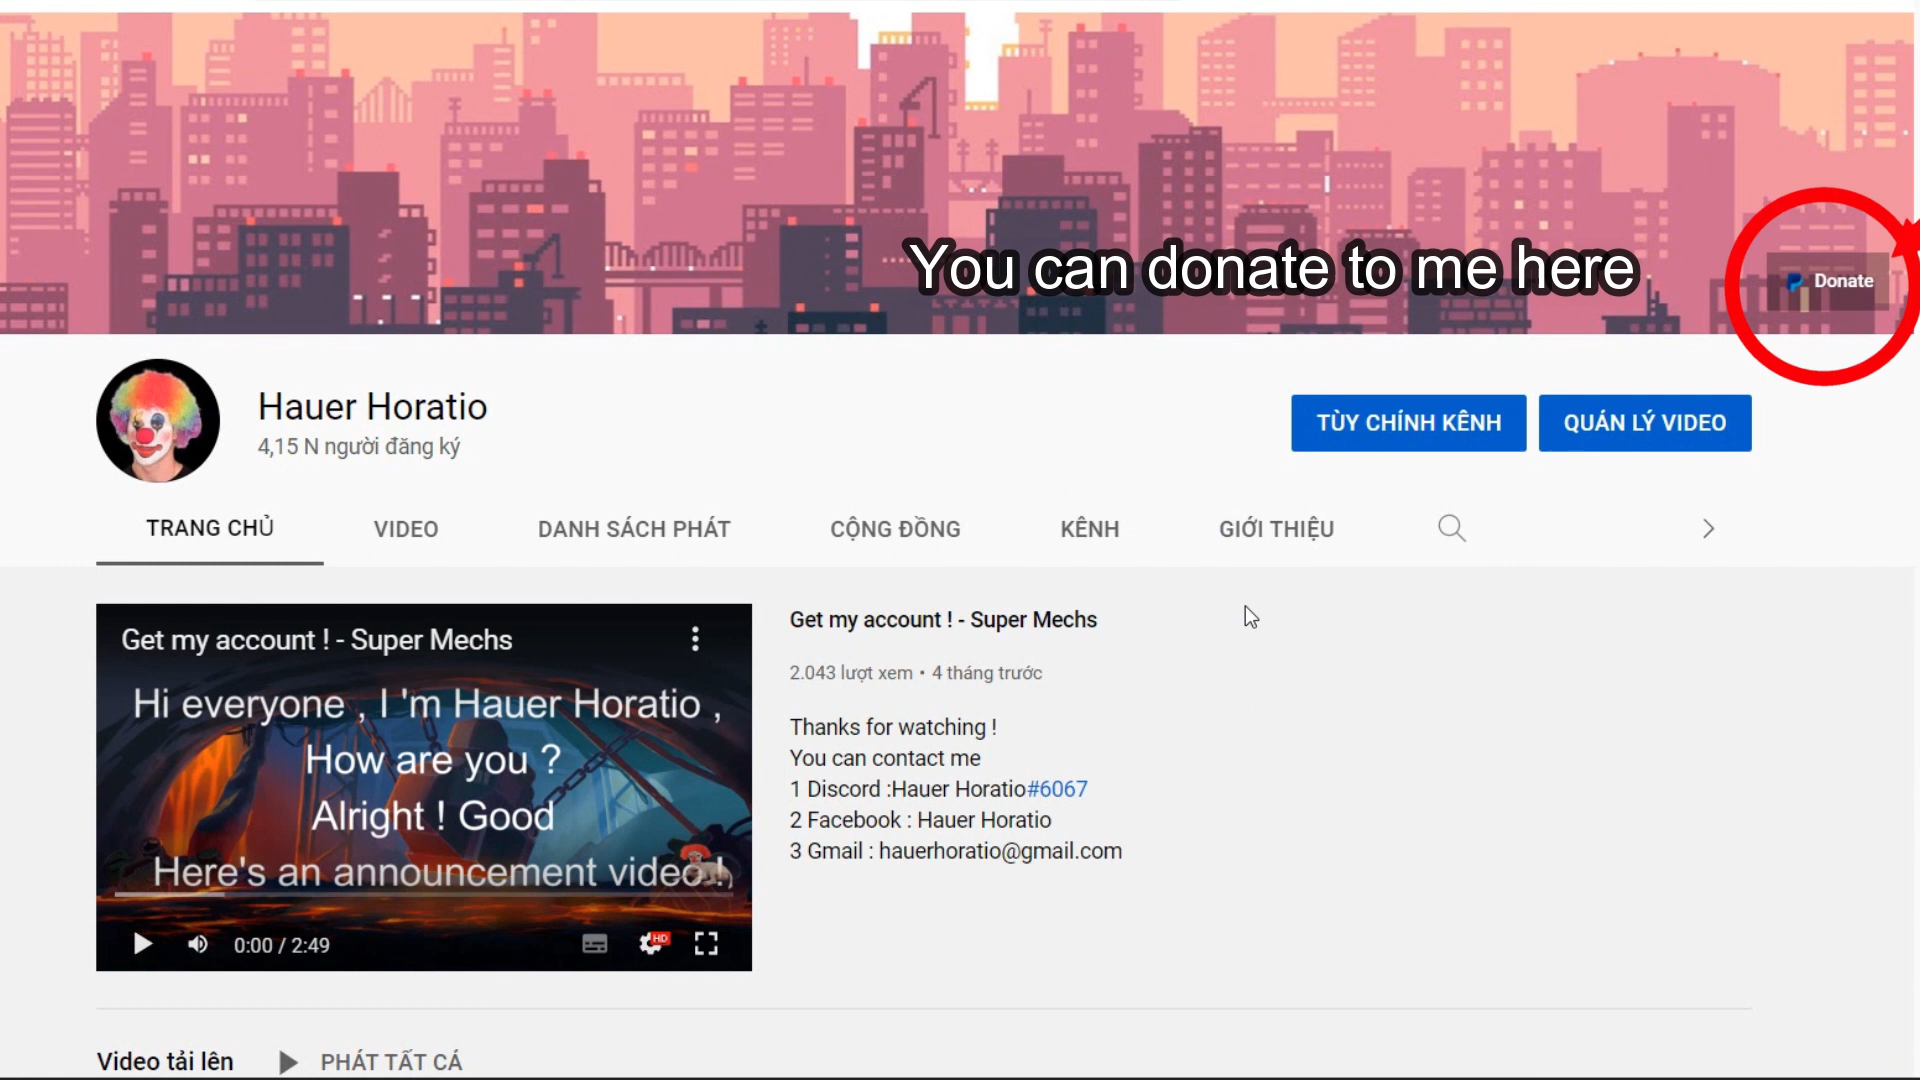 You can donate to me here
Donate
Hauer Horatio
4,15 N người đăng ký
TÙY CHỈNH KÊNH
QUẢN LÝ VIDEO
TRANG CHỦ
VIDEO
DANH SÁCH PHÁT
CỘNG ĐỒNG
KÊNH
GIỚI THIỆU
Get my account ! - Super Mechs
Hi everyone , I 'm Hauer Horatio ,
How are you ?
Alright ! Good
Here's an announcement video !,
0:00 / 2:49
HD
Get my account ! - Super Mechs
2.043 lượt xem • 4 tháng trước
Thanks for watching !
You can contact me
1 Discord :Hauer Horatio#6067
2 Facebook : Hauer Horatio
3 Gmail : hauerhoratio@gmail.com
Video tải lên
PHÁT TẤT CẢ